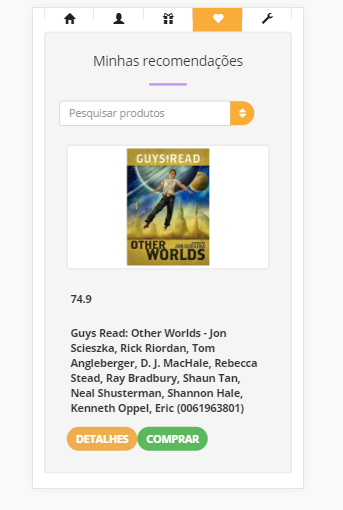 Minhas recomendações
Pesquisar produtos
GUYS READ
OTHER
WORLDS
74.9
Guys Read: Other Worlds - Jon
Scieszka, Rick Riordan, Tom
Angleberger, D. J. MacHale, Rebecca
Stead, Ray Bradbury, Shaun Tan,
Neal Shusterman, Shannon Hale,
Kenneth Oppel, Eric (0061963801)
DETALHES COMPRAR